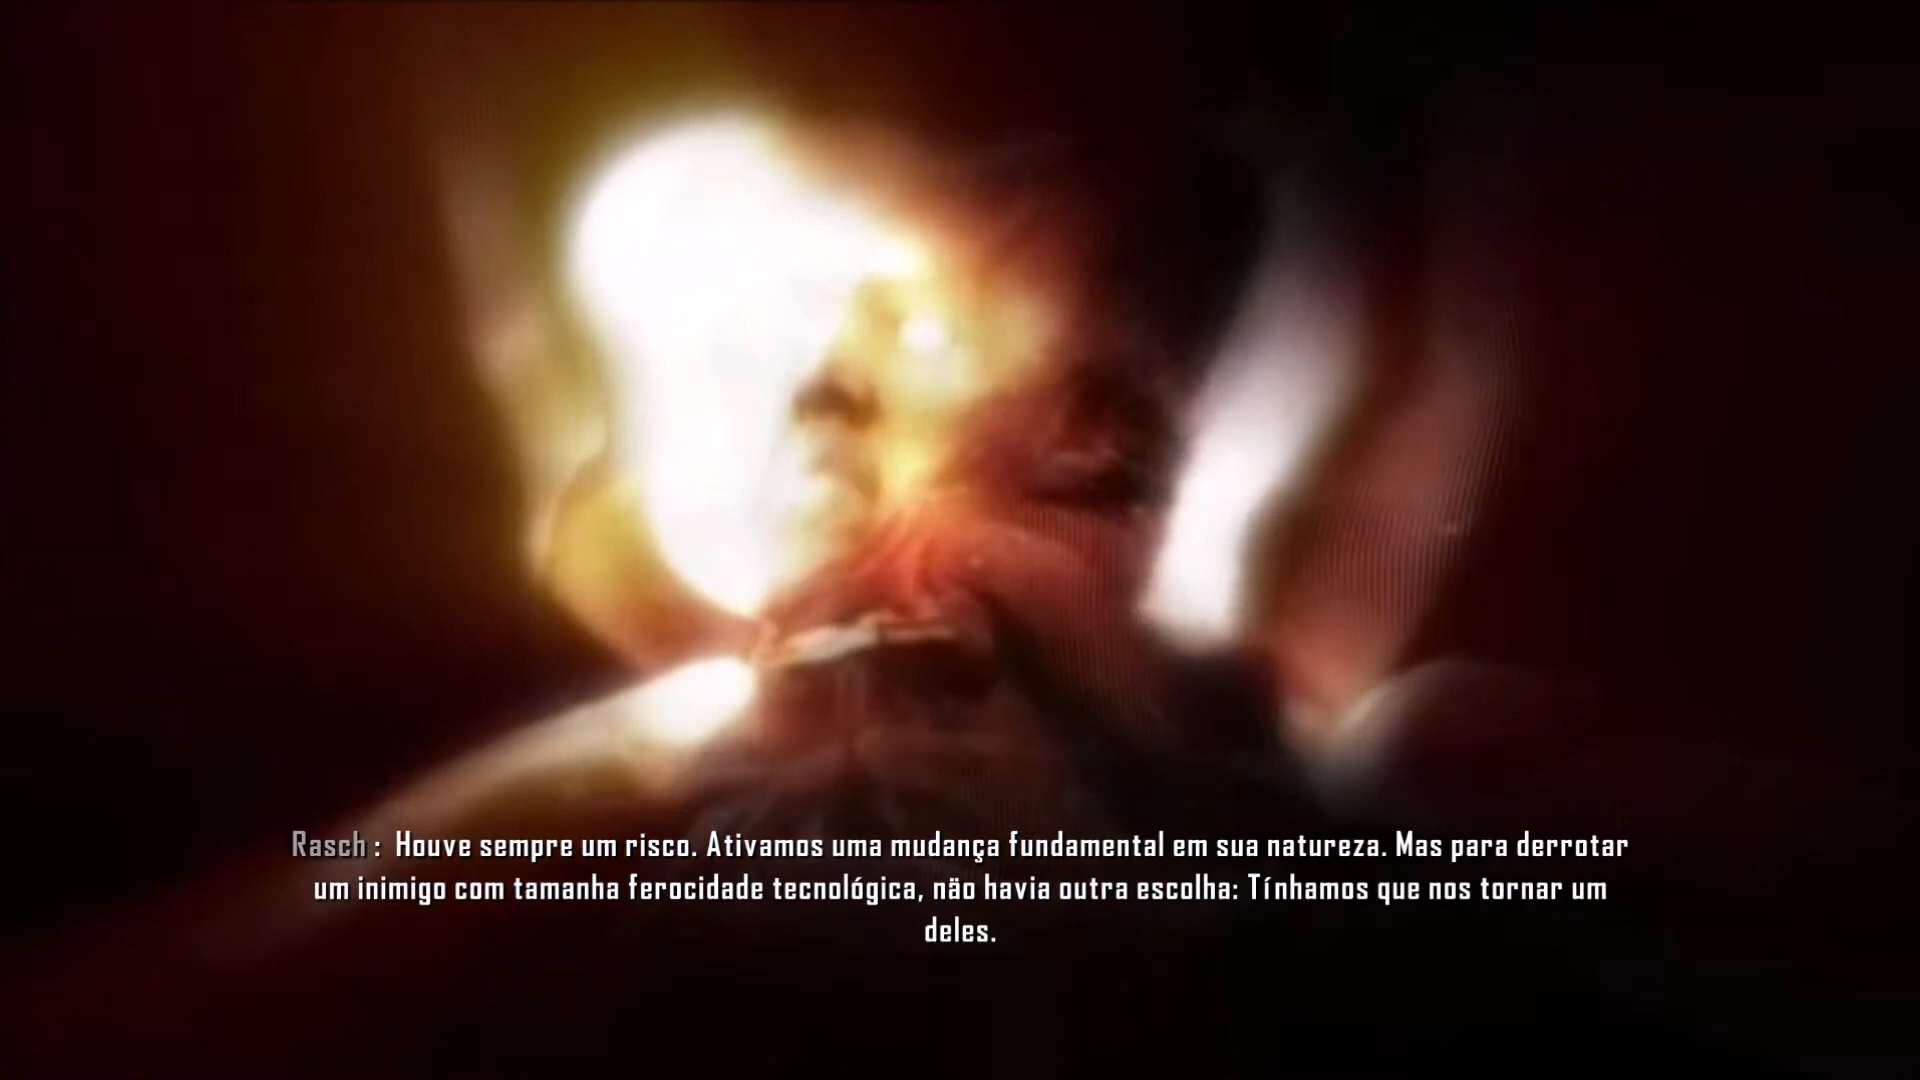 Rasch : Houve sempre um risco. Ativamos uma mudança fundamental em sua natureza. Mas para derrotar
um inimigo com tamanha ferocidade tecnológica, näo havia outra escolha: Tínhamos que nos tornar um
deles.